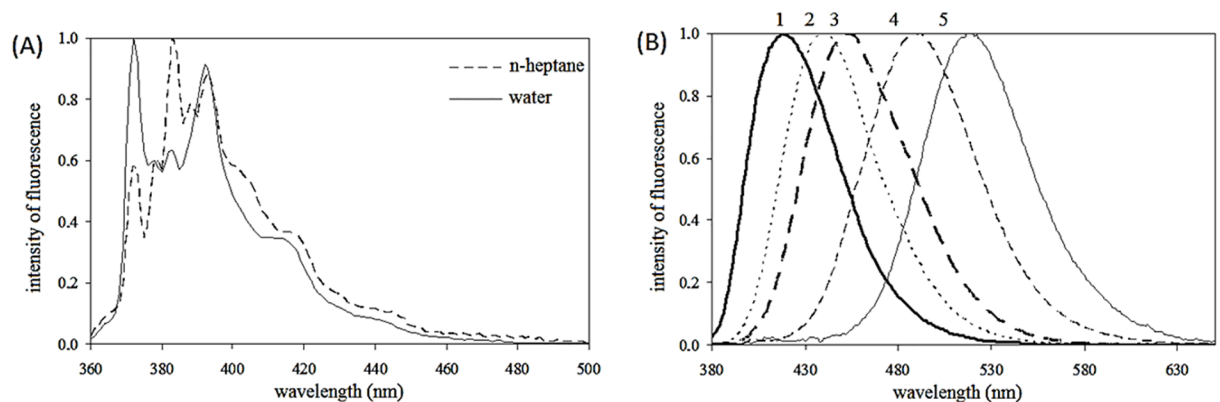 (A)
intensity of fluorescence
1.0
0.8
0.6
0.4
0.2
0.0
n-heptane
water
360 380 400 420 440 460 480 500
wavelength (nm)
(B)
1 2 3 4 5
intensity of fluorescence
1.0
0.8
0.6
0.4
0.2
0.0
380 430 480 530 580 630
wavelength (nm)